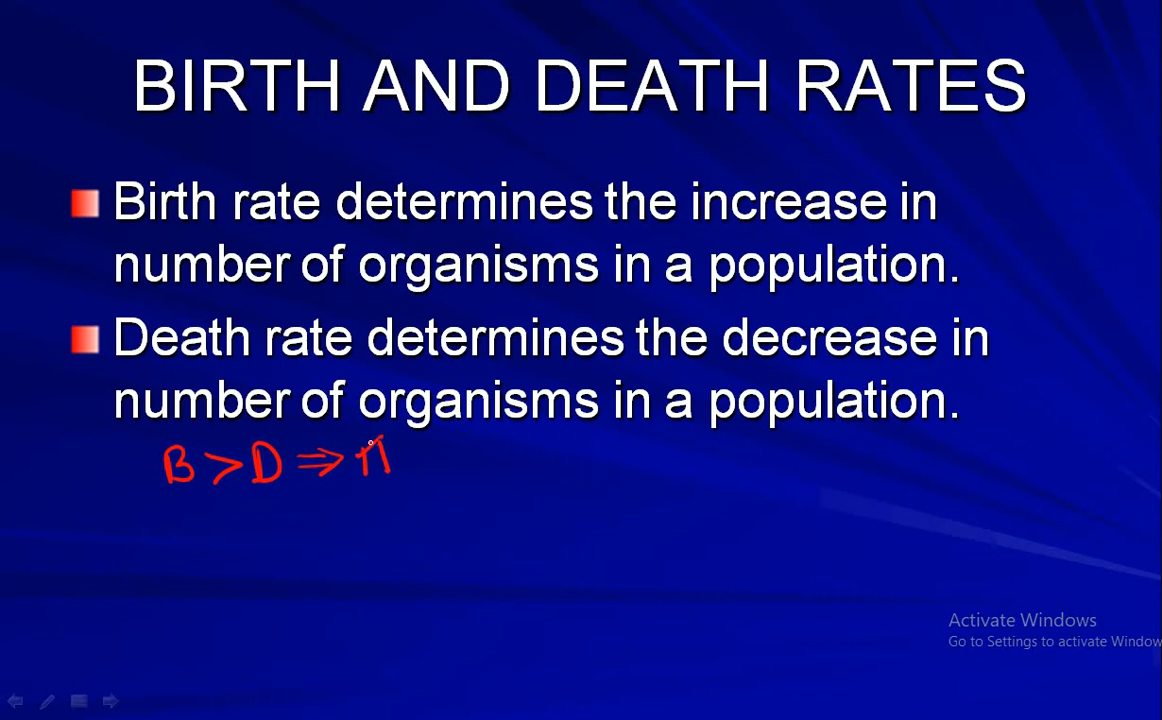 BIRTH AND DEATH RATES
Birth rate determines the increase in
number of organisms in a population.
Death rate determines the decrease in
number of organisms in a population.
B > D ⇒
Activate Windows
Go to Settings to activate Window